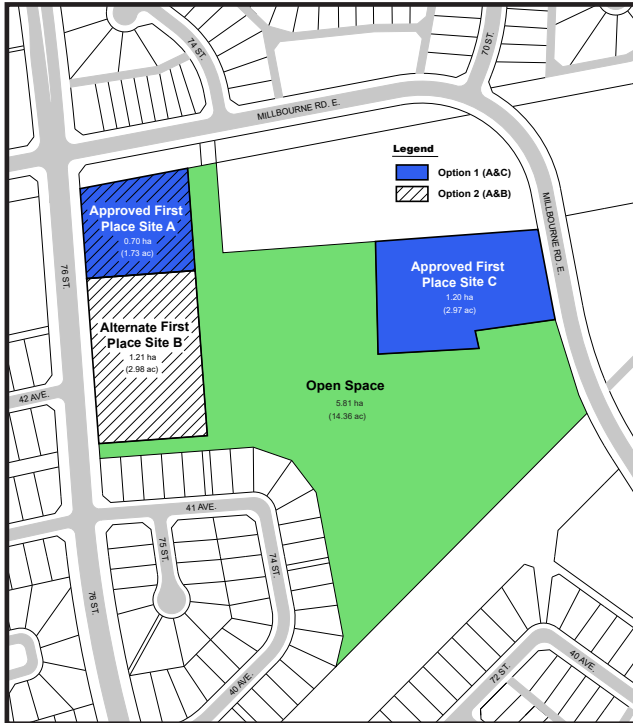 74 ST.
70 ST.
MILLBOURNE RD. E.
Legend
Option 1 (A&C)
Option 2 (A&B)
Approved First
Place Site A
0.70 ha
(1.73 ac)
MILLBOURNE RD. E.
76 ST.
Approved First
Place Site C
1.20 ha
(2.97 ac)
Alternate First
Place Site B
1.21 ha
(2.98 ac)
Open Space
5.81 ha
(14.36 ac)
42 AVE.
41 AVE.
75 ST.
74 ST.
76 ST.
40 AVE.
72 ST.
40 AVE.